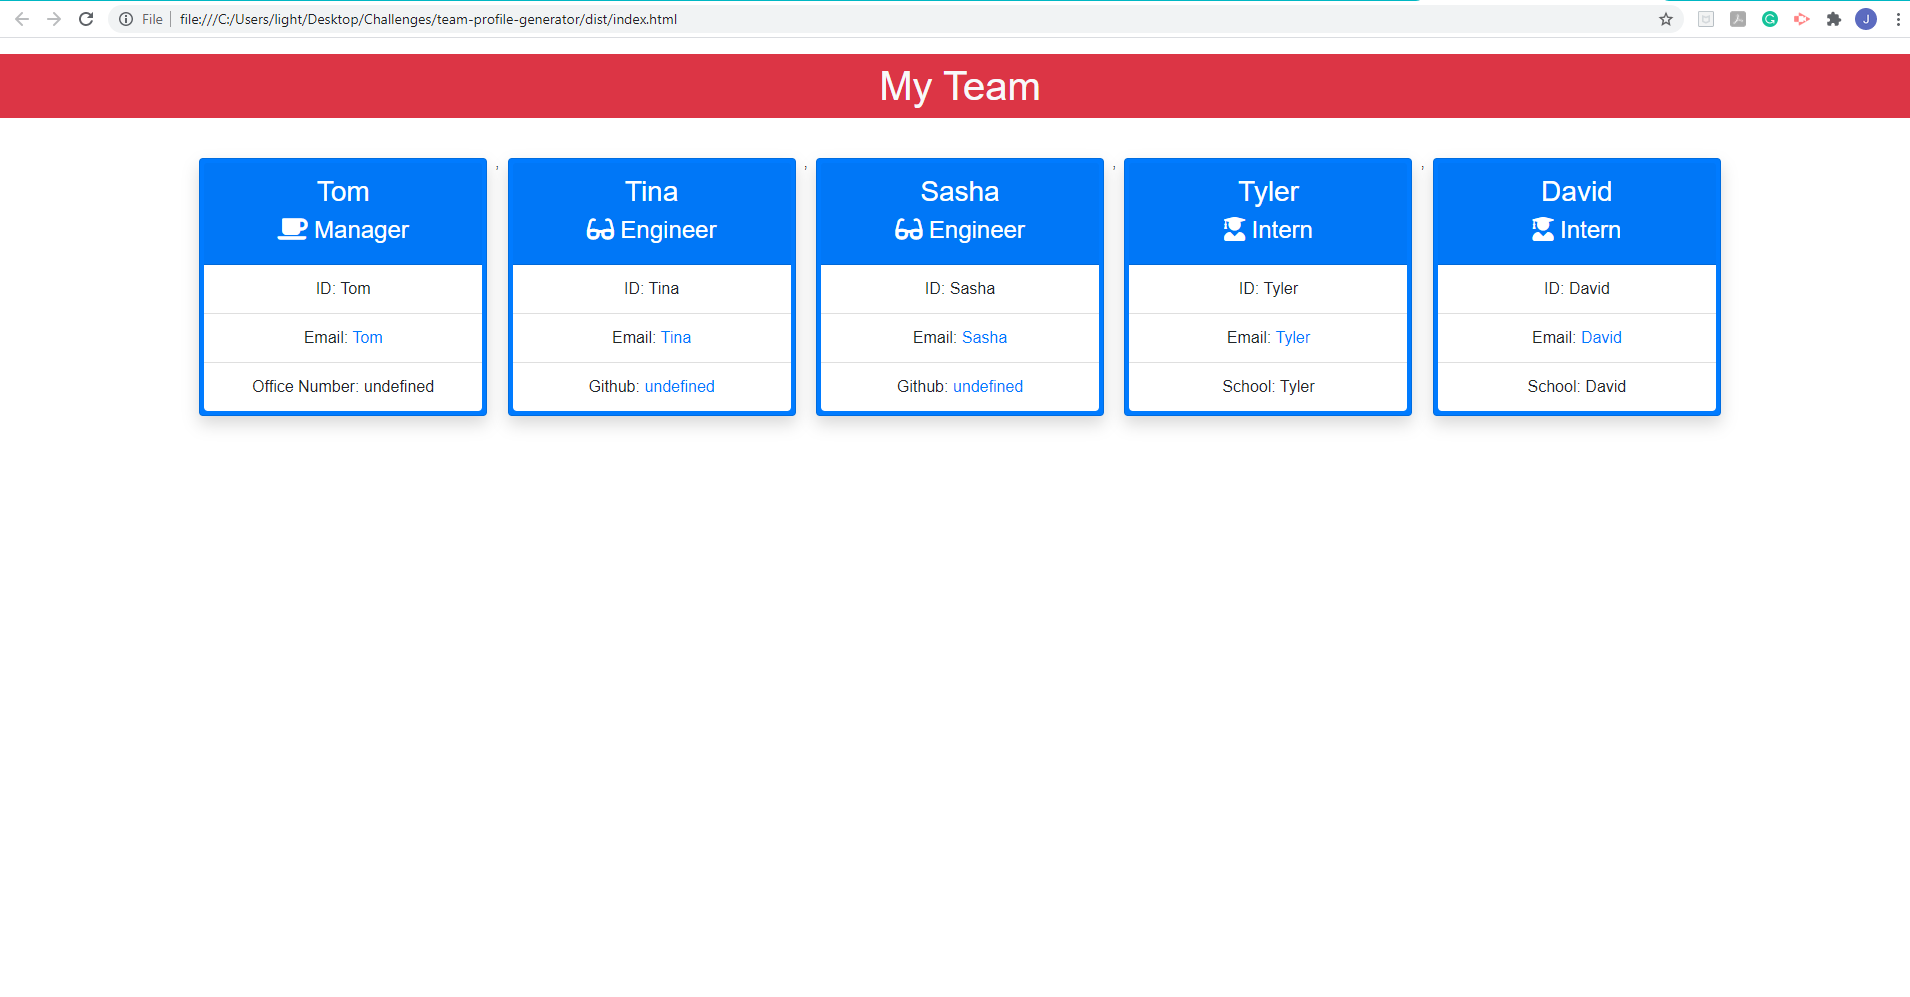 File file:///C:/Users/light/Desktop/Challenges/team-profile-generator/dist/index.html J
My Team
Tom
Manager
ID: Tom
Email: Tom
Office Number: undefined
,
Tina
Engineer
ID: Tina
Email: Tina
Github: undefined
,
Sasha
Engineer
ID: Sasha
Email: Sasha
Github: undefined
,
Tyler
Intern
ID: Tyler
Email: Tyler
School: Tyler
,
David
Intern
ID: David
Email: David
School: David